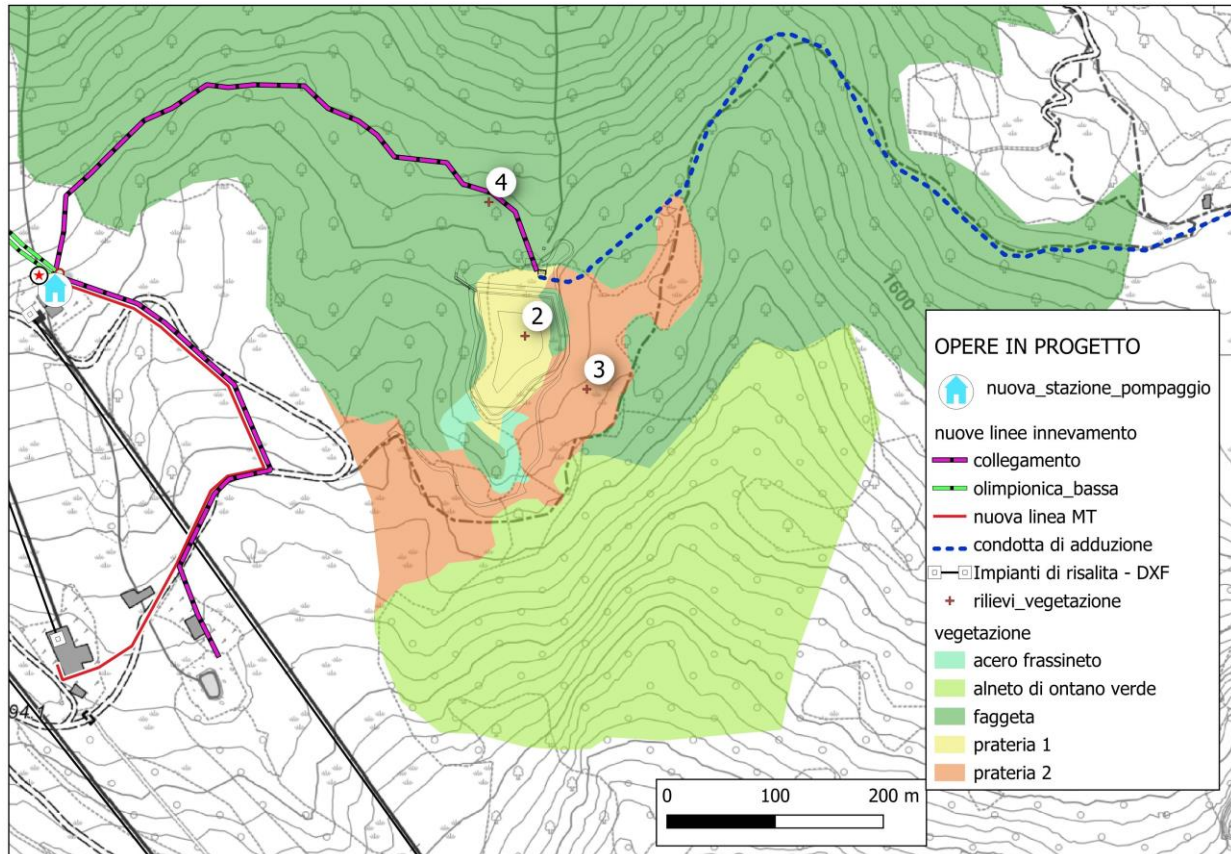 4
2
3
1600
94.1
OPERE IN PROGETTO
nuova_stazione_pompaggio
nuove linee innevamento
collegamento
olimpionica_bassa
nuova linea MT
condotta di adduzione
Impianti di risalita - DXF
rilievi_vegetazione
vegetazione
acero frassineto
alneto di ontano verde
faggeta
prateria 1
prateria 2
0 100 200 m